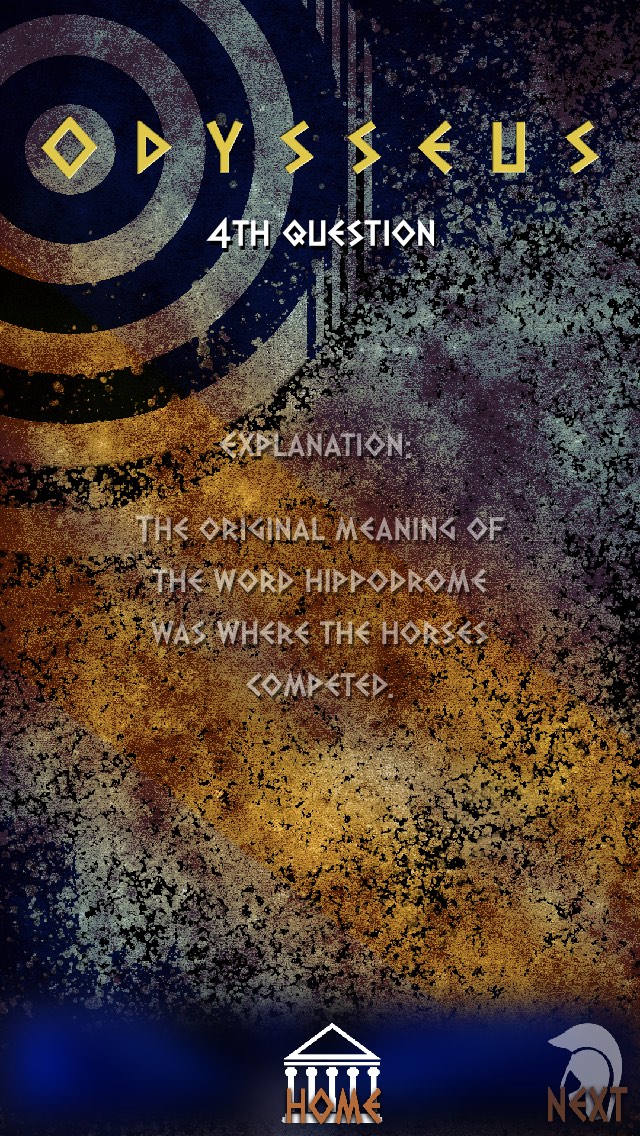 ODYSSEUS
4TH QUESTION
EXPLANATION:
THE ORIGINAL MEANING OF
THE WORD HIPPODROME
WAS WHERE THE HORSES
COMPETED.
HOME
NEXT